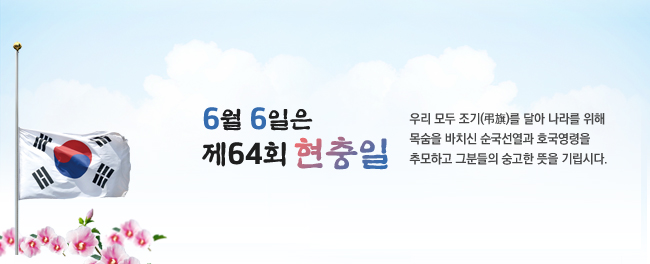 6월 6일은
제64회 현충일
우리 모두 조기(弔旗)를 달아 나라를 위해
목숨을 바치신 순국선열과 호국영령을
추모하고 그분들의 숭고한 뜻을 기립시다.